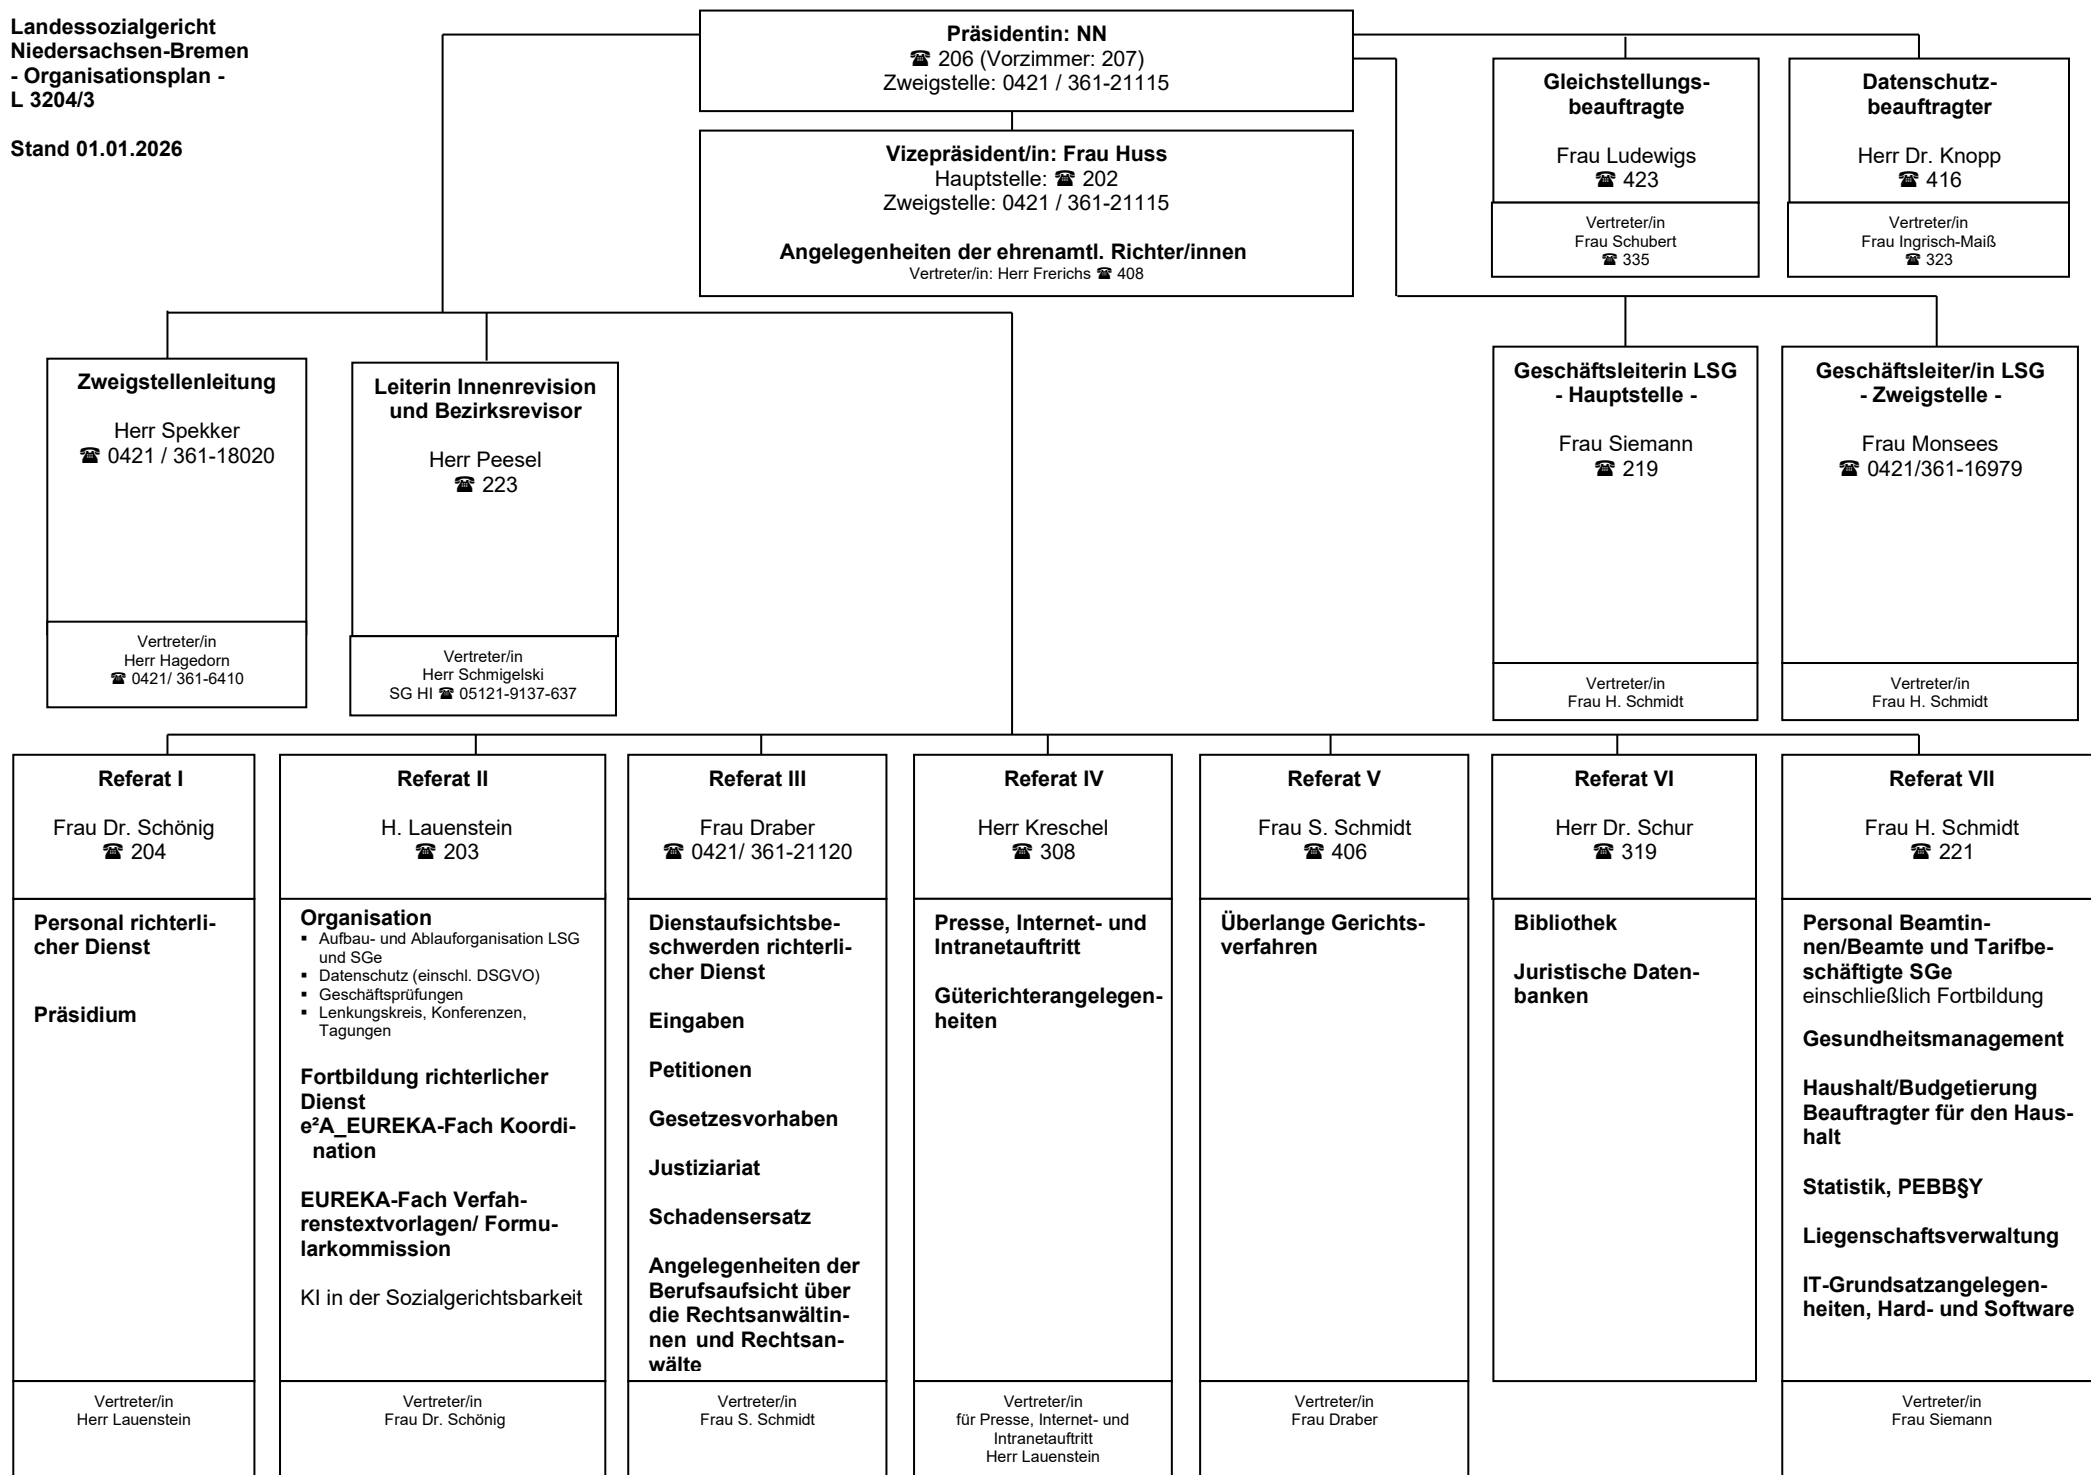 Landessozialgericht
Niedersachsen-Bremen
- Organisationsplan -
L 3204/3
Stand 01.01.2026
Präsidentin: NN
☎ 206 (Vorzimmer: 207)
Zweigstelle: 0421 / 361-21115
Vizepräsident/in: Frau Huss
Hauptstelle: ☎ 202
Zweigstelle: 0421 / 361-21115
Angelegenheiten der ehrenamtl. Richter/innen
Vertreter/in: Herr Frerichs ☎ 408
Gleichstellungs-
beauftragte
Frau Ludewigs
☎ 423
Vertreter/in
Frau Schubert
☎ 335
Datenschutz-
beauftragter
Herr Dr. Knopp
☎ 416
Vertreter/in
Frau Ingrisch-Maiß
☎ 323
Zweigstellenleitung
Herr Spekker
☎ 0421 / 361-18020
Vertreter/in
Herr Hagedorn
☎ 0421/ 361-6410
Leiterin Innenrevision
und Bezirksrevisor
Herr Peesel
☎ 223
Vertreter/in
Herr Schmigelski
SG HI ☎ 05121-9137-637
Geschäftsleiterin LSG
- Hauptstelle -
Frau Siemann
☎ 219
Vertreter/in
Frau H. Schmidt
Geschäftsleiter/in LSG
- Zweigstelle -
Frau Monsees
☎ 0421/361-16979
Vertreter/in
Frau H. Schmidt
Referat I
Frau Dr. Schönig
☎ 204
Personal richterli-
cher Dienst
Präsidium
Vertreter/in
Herr Lauenstein
Referat II
H. Lauenstein
☎ 203
Organisation
▪ Aufbau- und Ablauforganisation LSG
und SGe
▪ Datenschutz (einschl. DSGVO)
▪ Geschäftsprüfungen
▪ Lenkungskreis, Konferenzen,
Tagungen
Fortbildung richterlicher
Dienst
e²A_EUREKA-Fach Koordi-
nation
EUREKA-Fach Verfah-
renstextvorlagen/ Formu-
larkommission
KI in der Sozialgerichtsbarkeit
Vertreter/in
Frau Dr. Schönig
Referat III
Frau Draber
☎ 0421/ 361-21120
Dienstaufsichtsbe-
schwerden richterli-
cher Dienst
Eingaben
Petitionen
Gesetzesvorhaben
Justiziariat
Schadensersatz
Angelegenheiten der
Berufsaufsicht über
die Rechtsanwältin-
nen und Rechtsan-
wälte
Vertreter/in
Frau S. Schmidt
Referat IV
Herr Kreschel
☎ 308
Presse, Internet- und
Intranetauftritt
Güterichterangelegen-
heiten
Vertreter/in
für Presse, Internet- und
Intranetauftritt
Herr Lauenstein
Referat V
Frau S. Schmidt
☎ 406
Überlange Gerichts-
verfahren
Vertreter/in
Frau Draber
Referat VI
Herr Dr. Schur
☎ 319
Bibliothek
Juristische Daten-
banken
Referat VII
Frau H. Schmidt
☎ 221
Personal Beamtin-
nen/Beamte und Tarifbe-
schäftigte SGe
einschließlich Fortbildung
Gesundheitsmanagement
Haushalt/Budgetierung
Beauftragter für den Haus-
halt
Statistik, PEBB§Y
Liegenschaftsverwaltung
IT-Grundsatzangelegen-
heiten, Hard- und Software
Vertreter/in
Frau Siemann